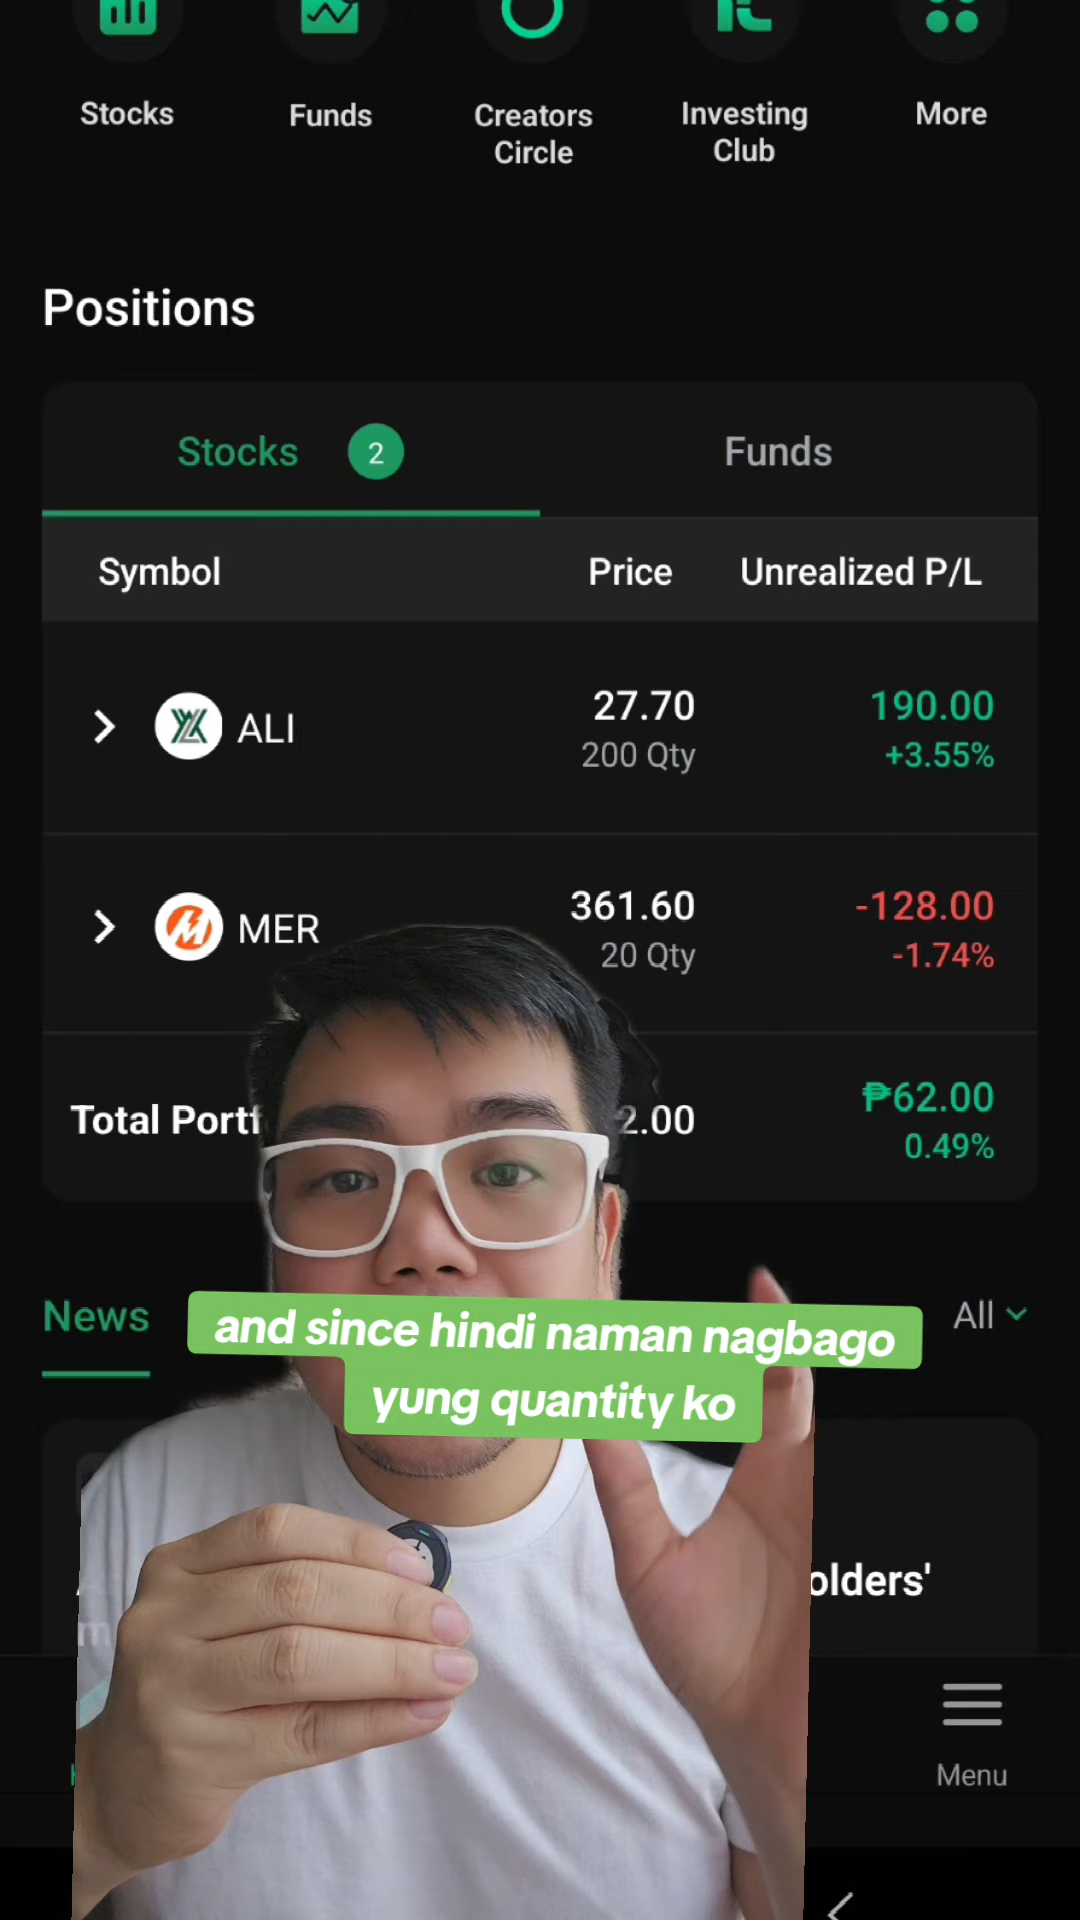 Stocks
Funds
Creators
Circle
Investing
Club
More
Positions
Stocks 2
Funds
Symbol Price Unrealized P/L
ALI 27.70 190.00
200 Qty +3.55%
MER 361.60 -128.00
20 Qty -1.74%
Total 2.00 ₱62.00
0.49%
News All
and since hindi naman nagbago
yung quantity ko
olders'
Menu